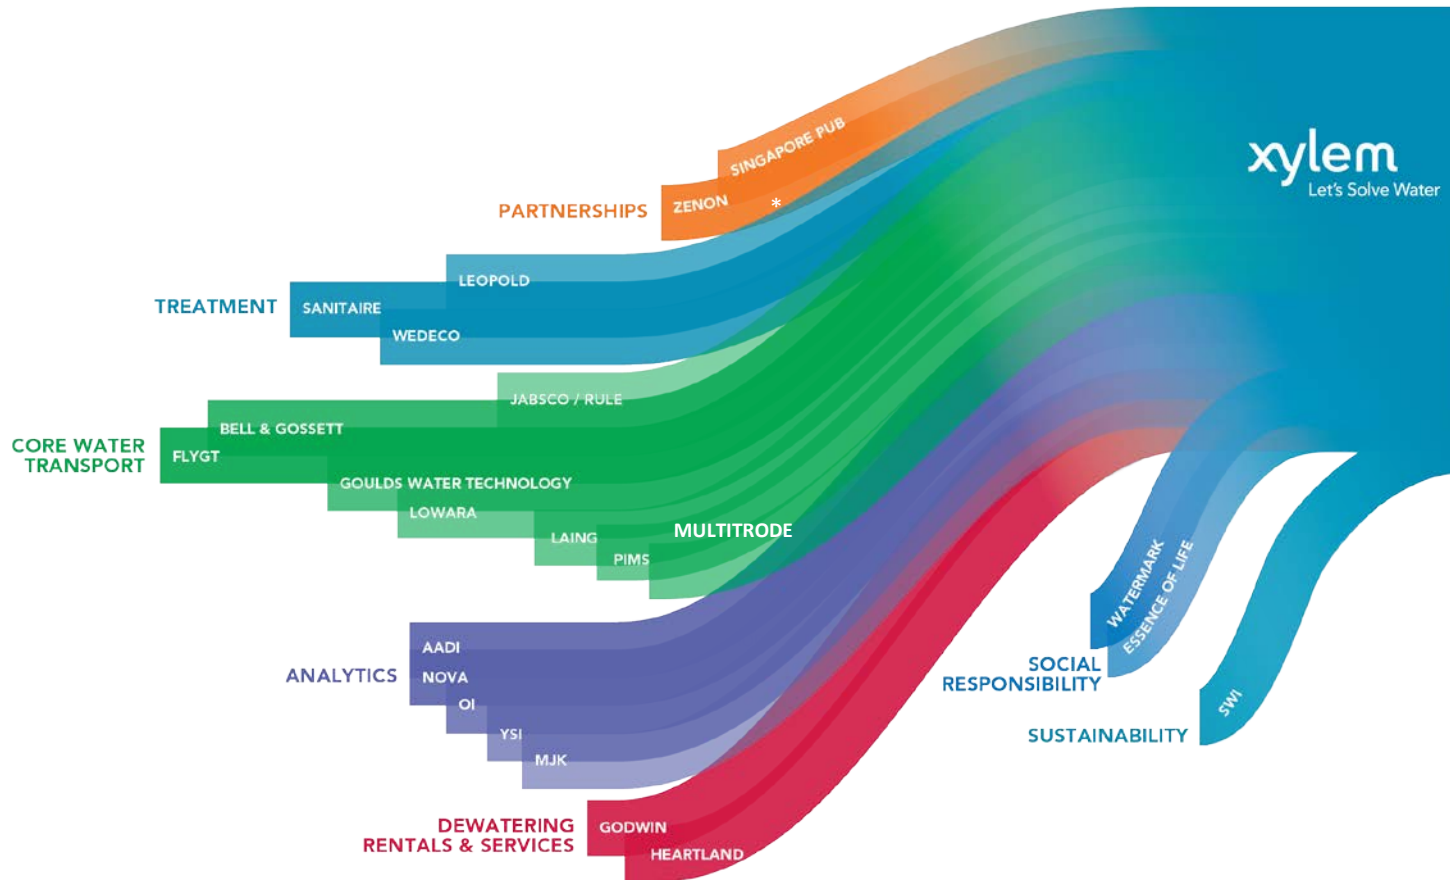 SINGAPORE PUB
PARTNERSHIPS
ZENON
*
xylem
Let's Solve Water
LEOPOLD
TREATMENT
SANITAIRE
WEDECO
JABSCO / RULE
BELL & GOSSETT
CORE WATER
TRANSPORT
FLYGT
GOULDS WATER TECHNOLOGY
LOWARA
LAING
MULTITRODE
PIMS
AADI
ANALYTICS
NOVA
OI
YSI
MJK
DEWATERING
RENTALS & SERVICES
GODWIN
HEARTLAND
WATERMARK
ESSENCE OF LIFE
SOCIAL
RESPONSIBILITY
SWI
SUSTAINABILITY